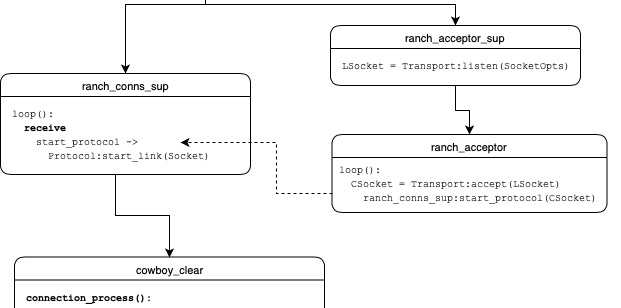 ranch_acceptor_sup
LSocket = Transport:listen(SocketOpts)
ranch_conns_sup
loop():
receive
start_protocol ->
Protocol:start_link(Socket)
ranch_acceptor
loop():
CSocket = Transport:accept(LSocket)
ranch_conns_sup:start_protocol(CSocket)
cowboy_clear
connection_process():